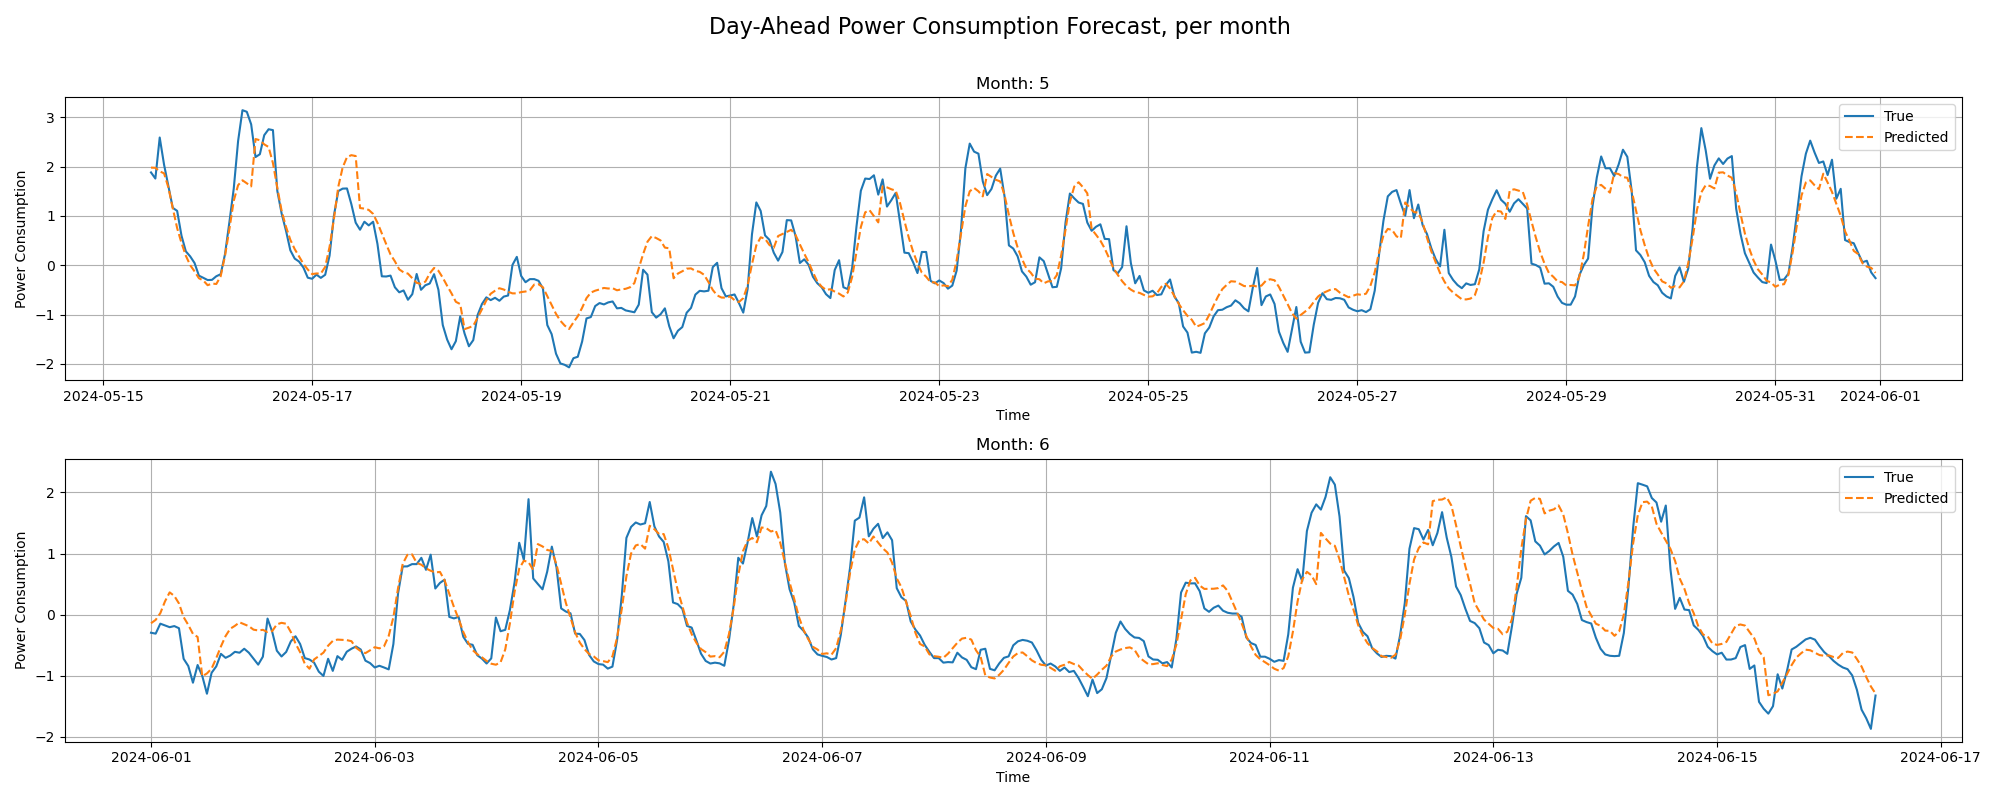 Day-Ahead Power Consumption Forecast, per month
Month: 5
Power Consumption
3
2
1
0
−1
−2
True
Predicted
2024-05-15 2024-05-17 2024-05-19 2024-05-21 2024-05-23 2024-05-25 2024-05-27 2024-05-29 2024-05-31 2024-06-01
Time
Month: 6
Power Consumption
2
1
0
−1
−2
True
Predicted
2024-06-01 2024-06-03 2024-06-05 2024-06-07 2024-06-09 2024-06-11 2024-06-13 2024-06-15 2024-06-17
Time